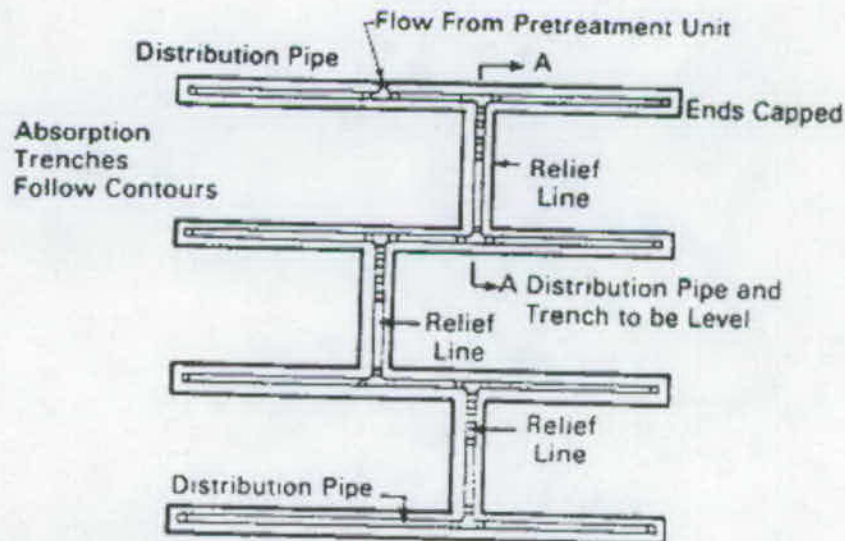 Flow From Pretreatment Unit
Distribution Pipe
A
Ends Capped
Absorption
Trenches
Follow Contours
Relief
Line
A Distribution Pipe and
Trench to be Level
Relief
Line
Relief
Line
Distribution Pipe